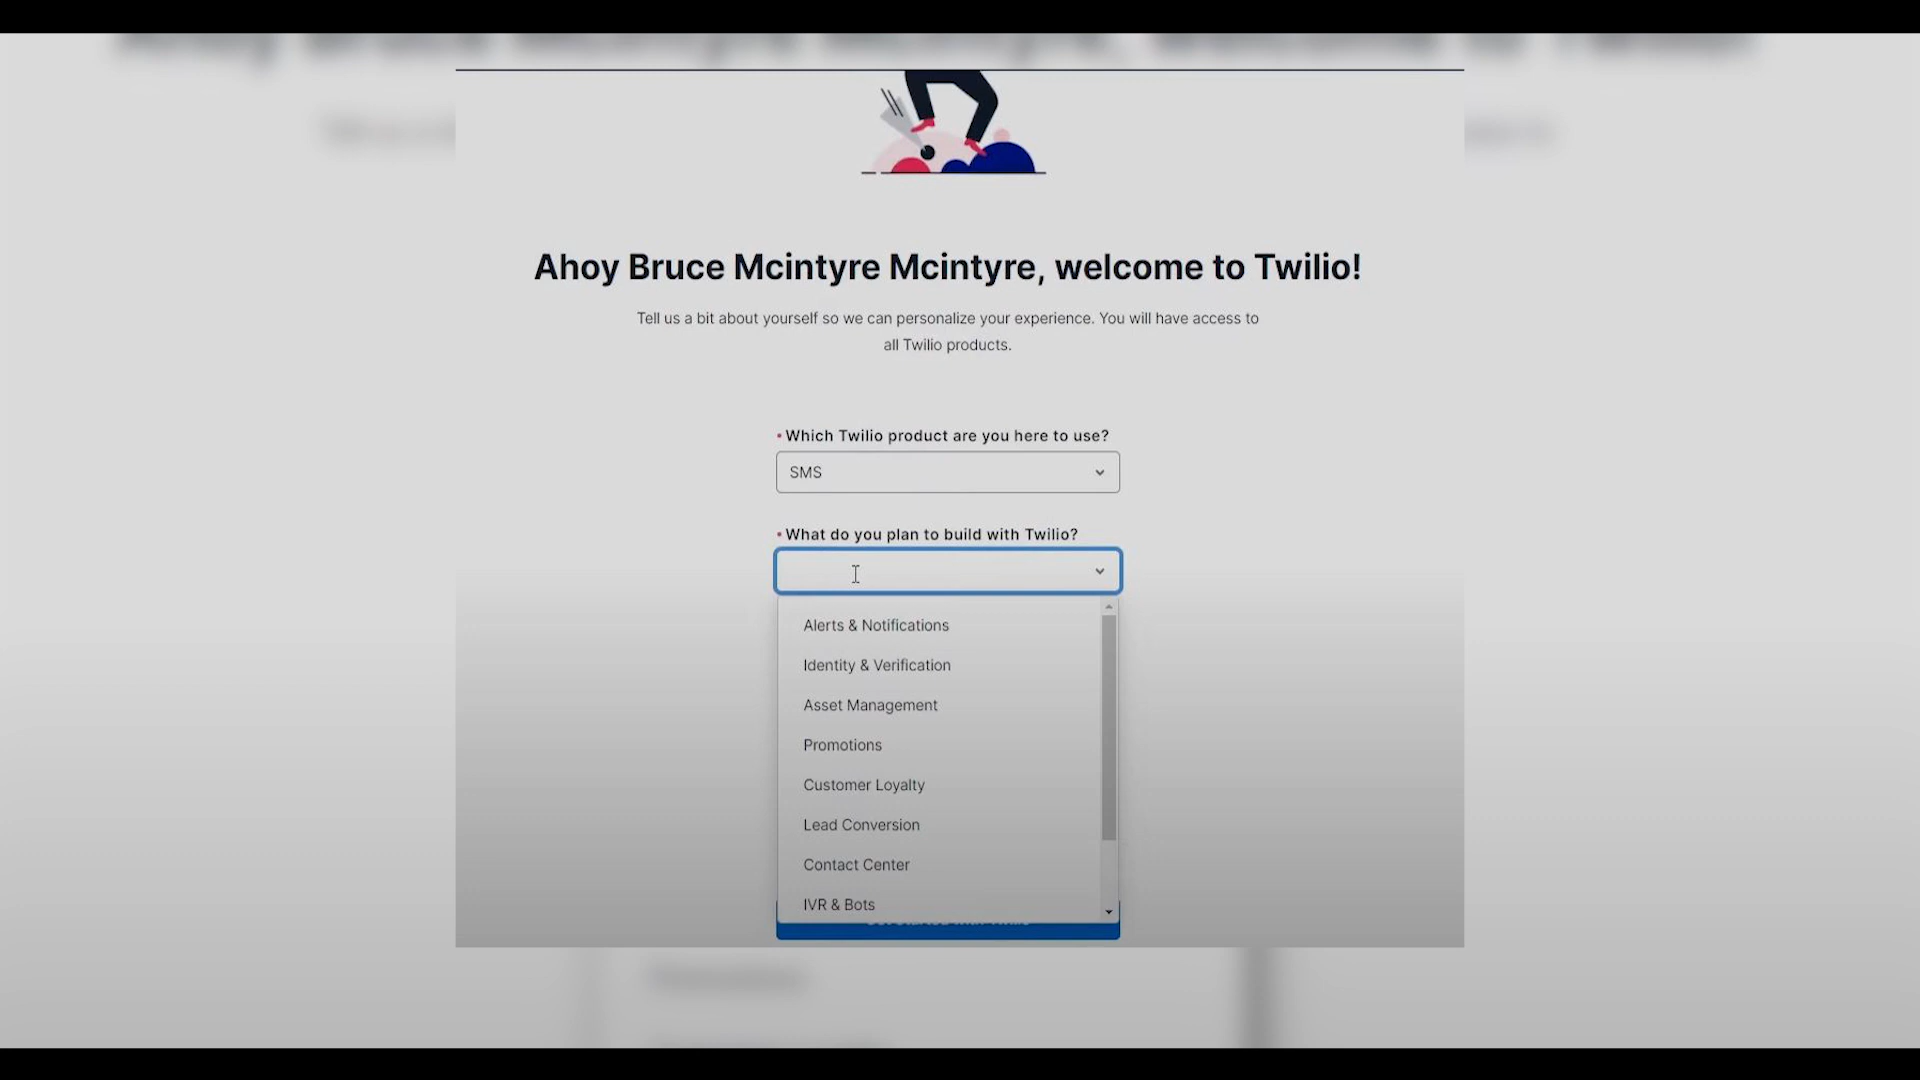 Ahoy Bruce Mcintyre Mcintyre, welcome to Twilio!
Tell us a bit about yourself so we can personalize your experience. You will have access to
all Twilio products.
Which Twilio product are you here to use?
SMS
What do you plan to build with Twilio?
Alerts & Notifications
Identity & Verification
Asset Management
Promotions
Customer Loyalty
Lead Conversion
Contact Center
IVR & Bots